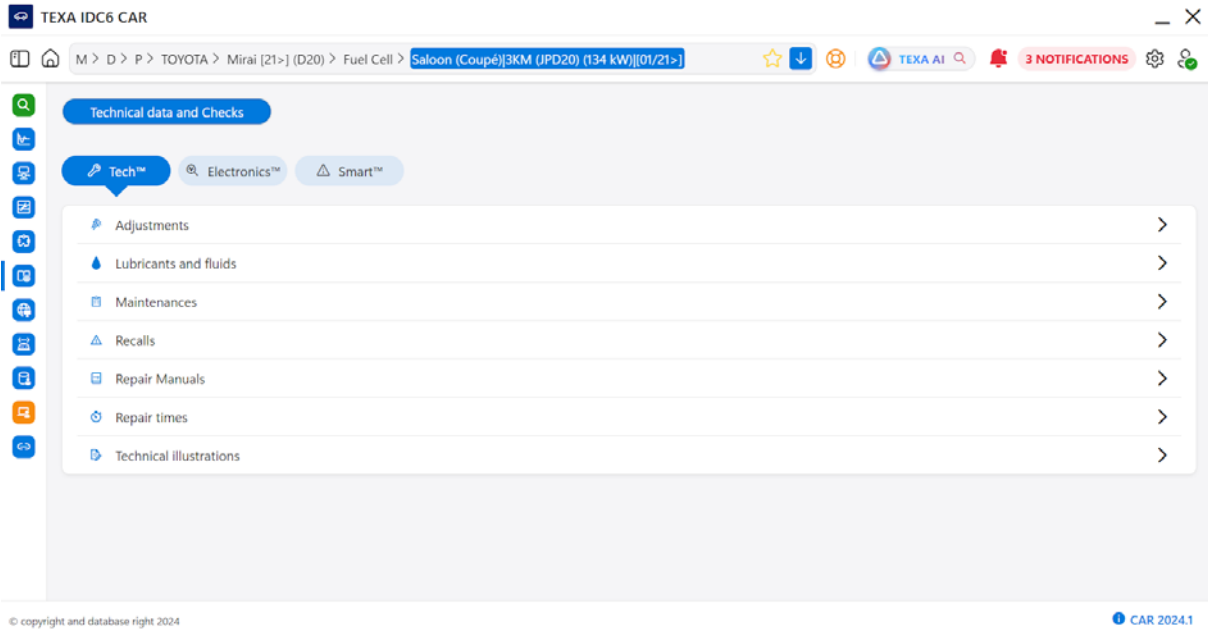 TEXA IDC6 CAR
M > D > P > TOYOTA > Mirai [21>] (D20) > Fuel Cell > Saloon (Coupé)|3KM (JPD20) (134 kW)|[01/21>]
TEXA AI
3 NOTIFICATIONS
Technical data and Checks
Tech™
Electronics™
Smart™
Adjustments
Lubricants and fluids
Maintenances
Recalls
Repair Manuals
Repair times
Technical illustrations
© copyright and database right 2024
CAR 2024.1